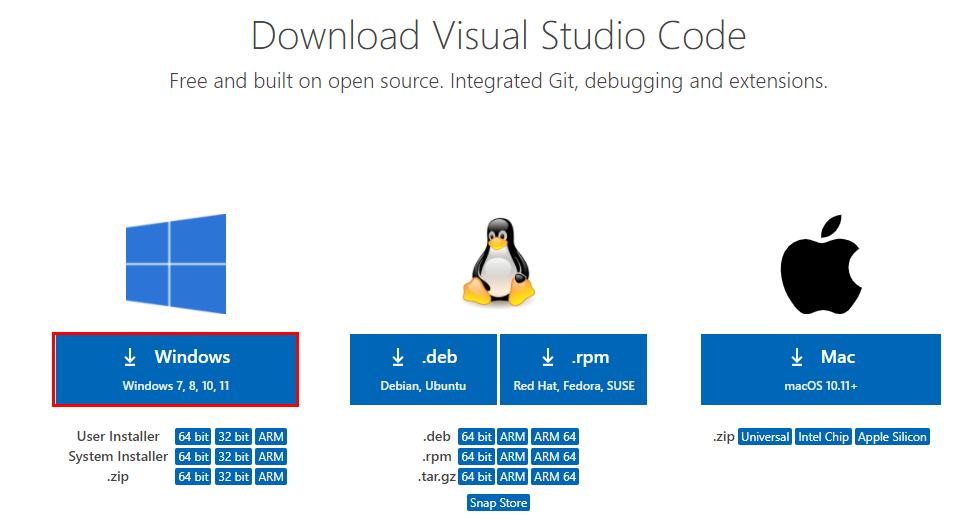 Download Visual Studio Code
Free and built on open source. Integrated Git, debugging and extensions.
Windows
Windows 7, 8, 10, 11
User Installer 64 bit 32 bit ARM
System Installer 64 bit 32 bit ARM
.zip 64 bit 32 bit ARM
.deb
Debian, Ubuntu
.rpm
Red Hat, Fedora, SUSE
.deb 64 bit ARM ARM 64
.rpm 64 bit ARM ARM 64
.tar.gz 64 bit ARM ARM 64
Snap Store
Mac
macOS 10.11+
.zip Universal Intel Chip Apple Silicon